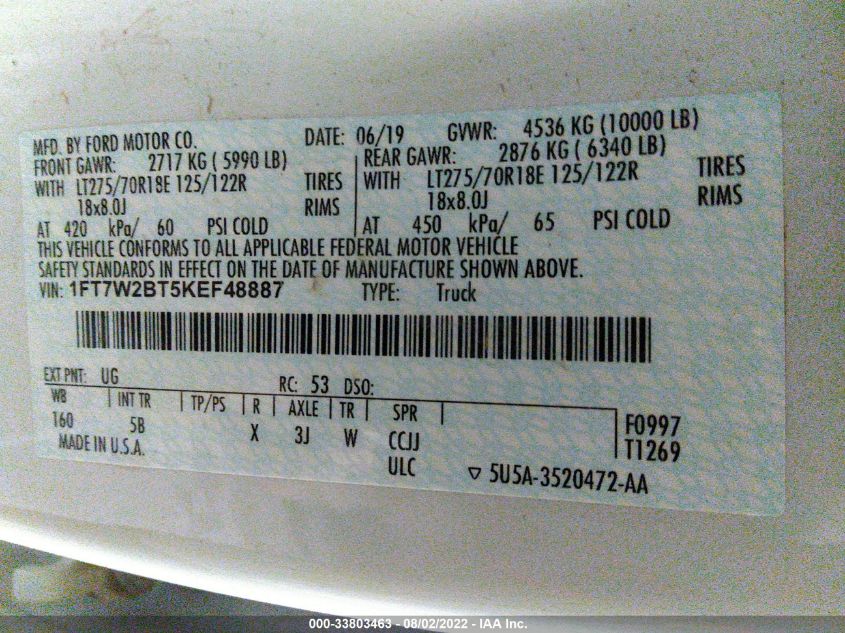 MFD. BY FORD MOTOR CO. DATE: 06/19 GVWR: 4536 KG (10000 LB)
FRONT GAWR: 2717 KG ( 5990 LB) REAR GAWR: 2876 KG ( 6340 LB)
WITH LT275/70R18E 125/122R TIRES WITH LT275/70R18E 125/122R TIRES
18x8.0J RIMS 18x8.0J RIMS
AT 420 kPa/ 60 PSI COLD AT 450 kPa/ 65 PSI COLD
THIS VEHICLE CONFORMS TO ALL APPLICABLE FEDERAL MOTOR VEHICLE
SAFETY STANDARDS IN EFFECT ON THE DATE OF MANUFACTURE SHOWN ABOVE.
VIN: 1FT7W2BT5KEF48887 TYPE: Truck
EXT PNT: UG RC: 53 DSO:
WB INT TR TP/PS R AXLE TR SPR F0997
160 5B X 3J W CCJJ T1269
MADE IN U.S.A. ULC 5U5A-3520472-AA
000-33803463 - 08/02/2022 - IAA Inc.